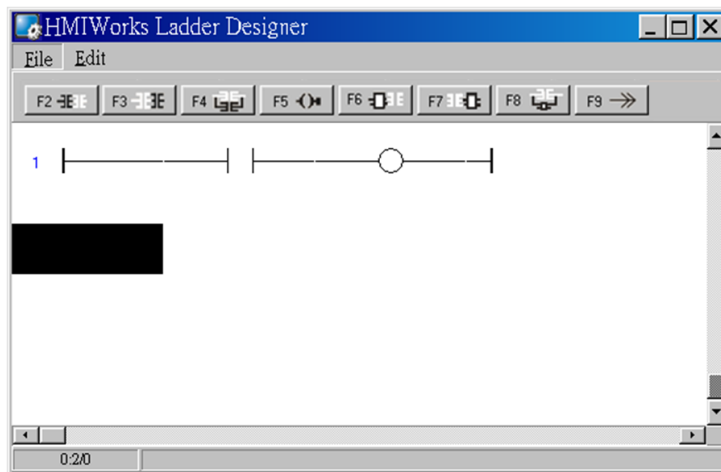 HMIWorks Ladder Designer
File Edit
F2 F3 F4 F5 F6 F7 F8 F9
1
0:2/0